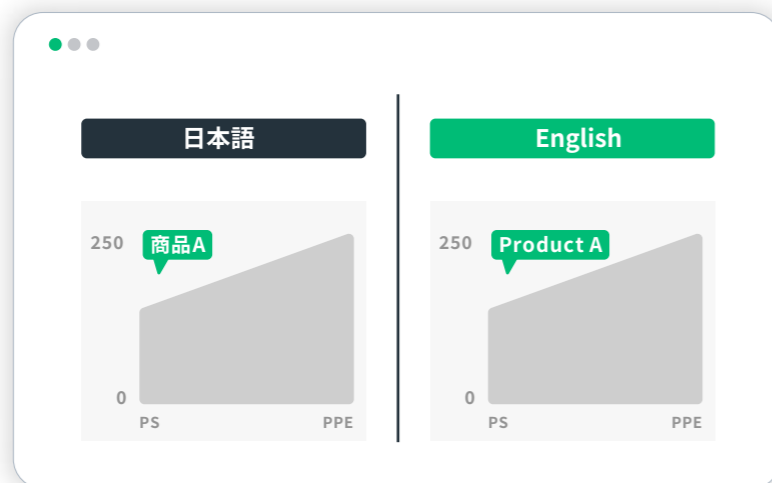 日本語
250
商品A
0
PS
PPE
English
250
Product A
0
PS
PPE